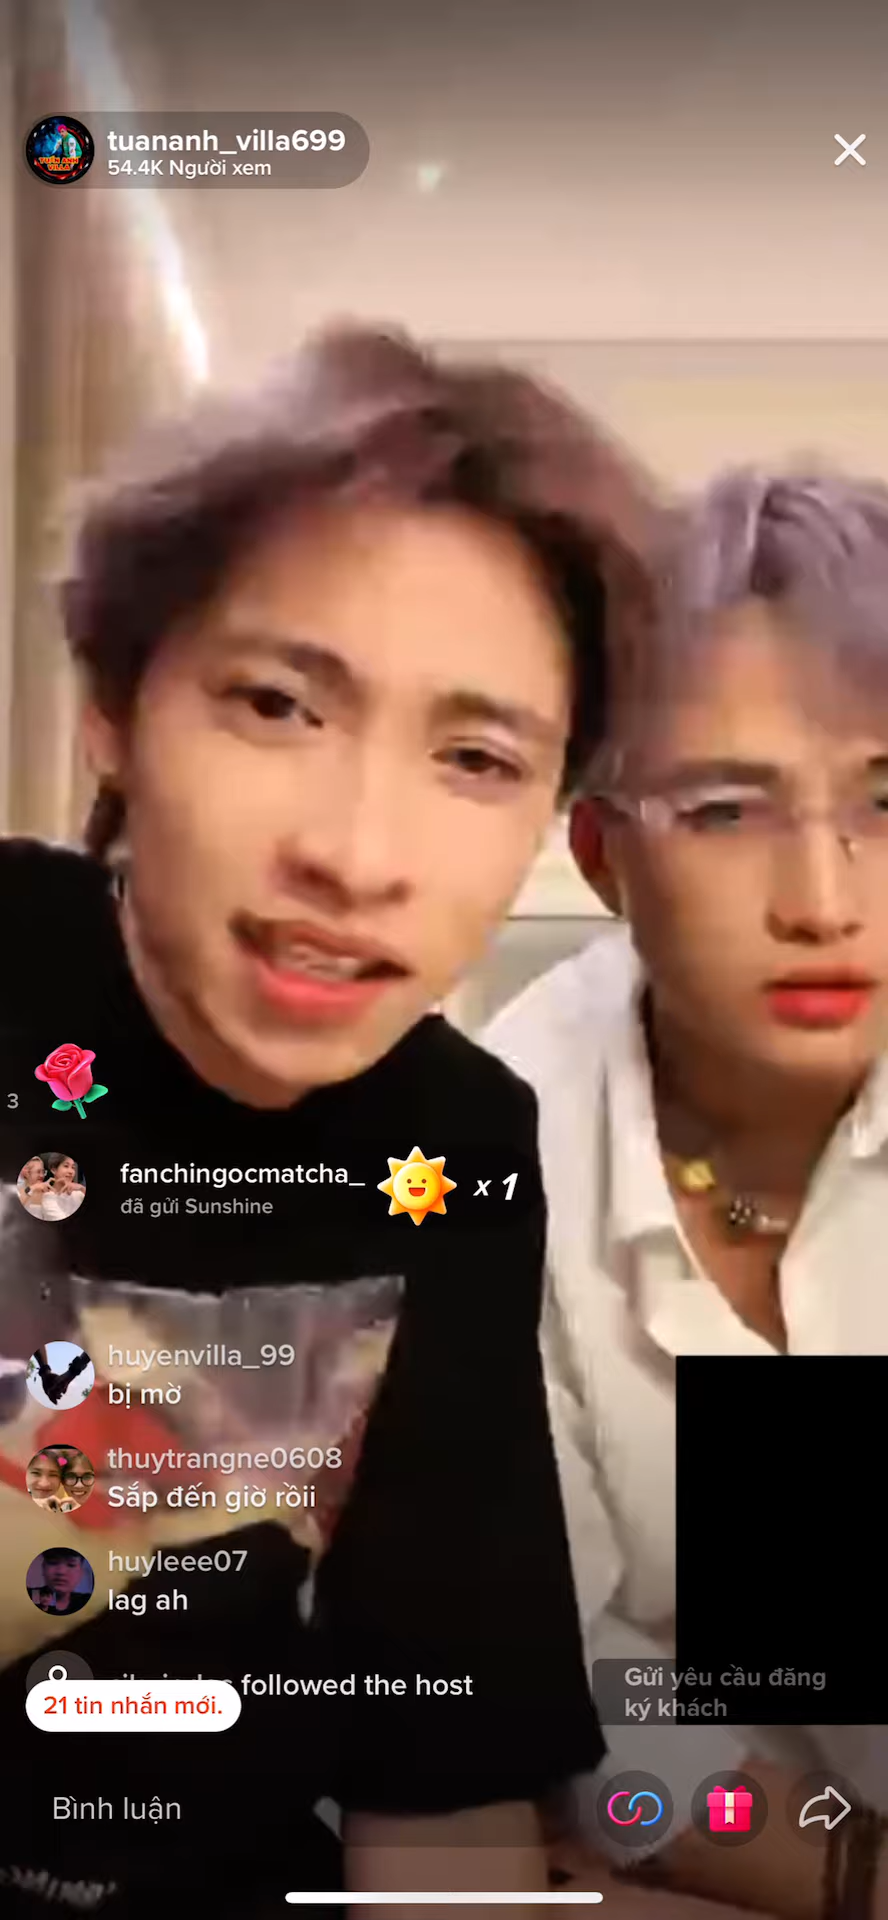 tuananh_villa699
54.4K Người xem
3
fanchingocmatcha_
x 1
đã gửi Sunshine
huyenvilla_99
bị mờ
thuytrangne0608
Sắp đến giờ rồii
huyleee07
lag ah
followed the host
21 tin nhắn mới.
Gửi yêu cầu đăng
ký khách
Bình luận